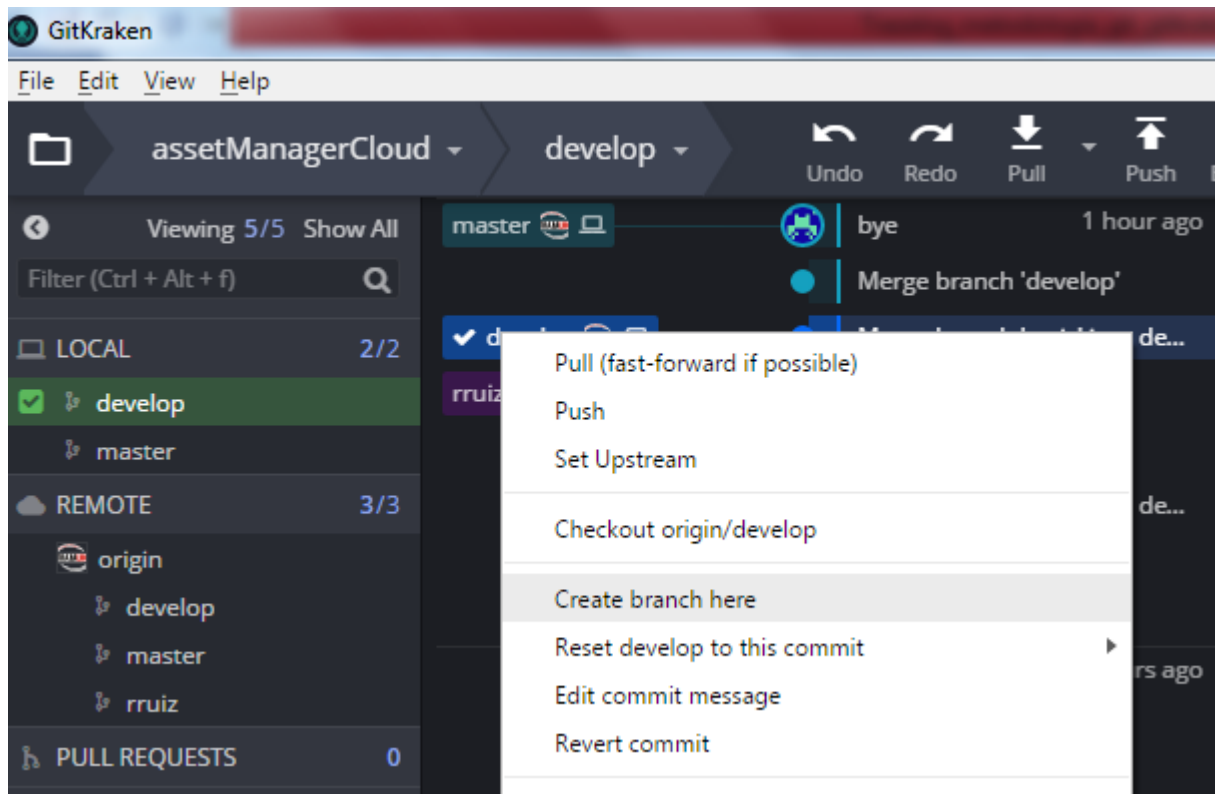 GitKraken
File Edit View Help
assetManagerCloud develop
Undo Redo Pull Push
Viewing 5/5 Show All
Filter (Ctrl + Alt + f)
LOCAL 2/2
develop
master
REMOTE 3/3
origin
develop
master
rruiz
PULL REQUESTS 0
master bye 1 hour ago
Merge branch 'develop'
de...
rruiz
de...
rs ago
Pull (fast-forward if possible)
Push
Set Upstream
Checkout origin/develop
Create branch here
Reset develop to this commit
Edit commit message
Revert commit